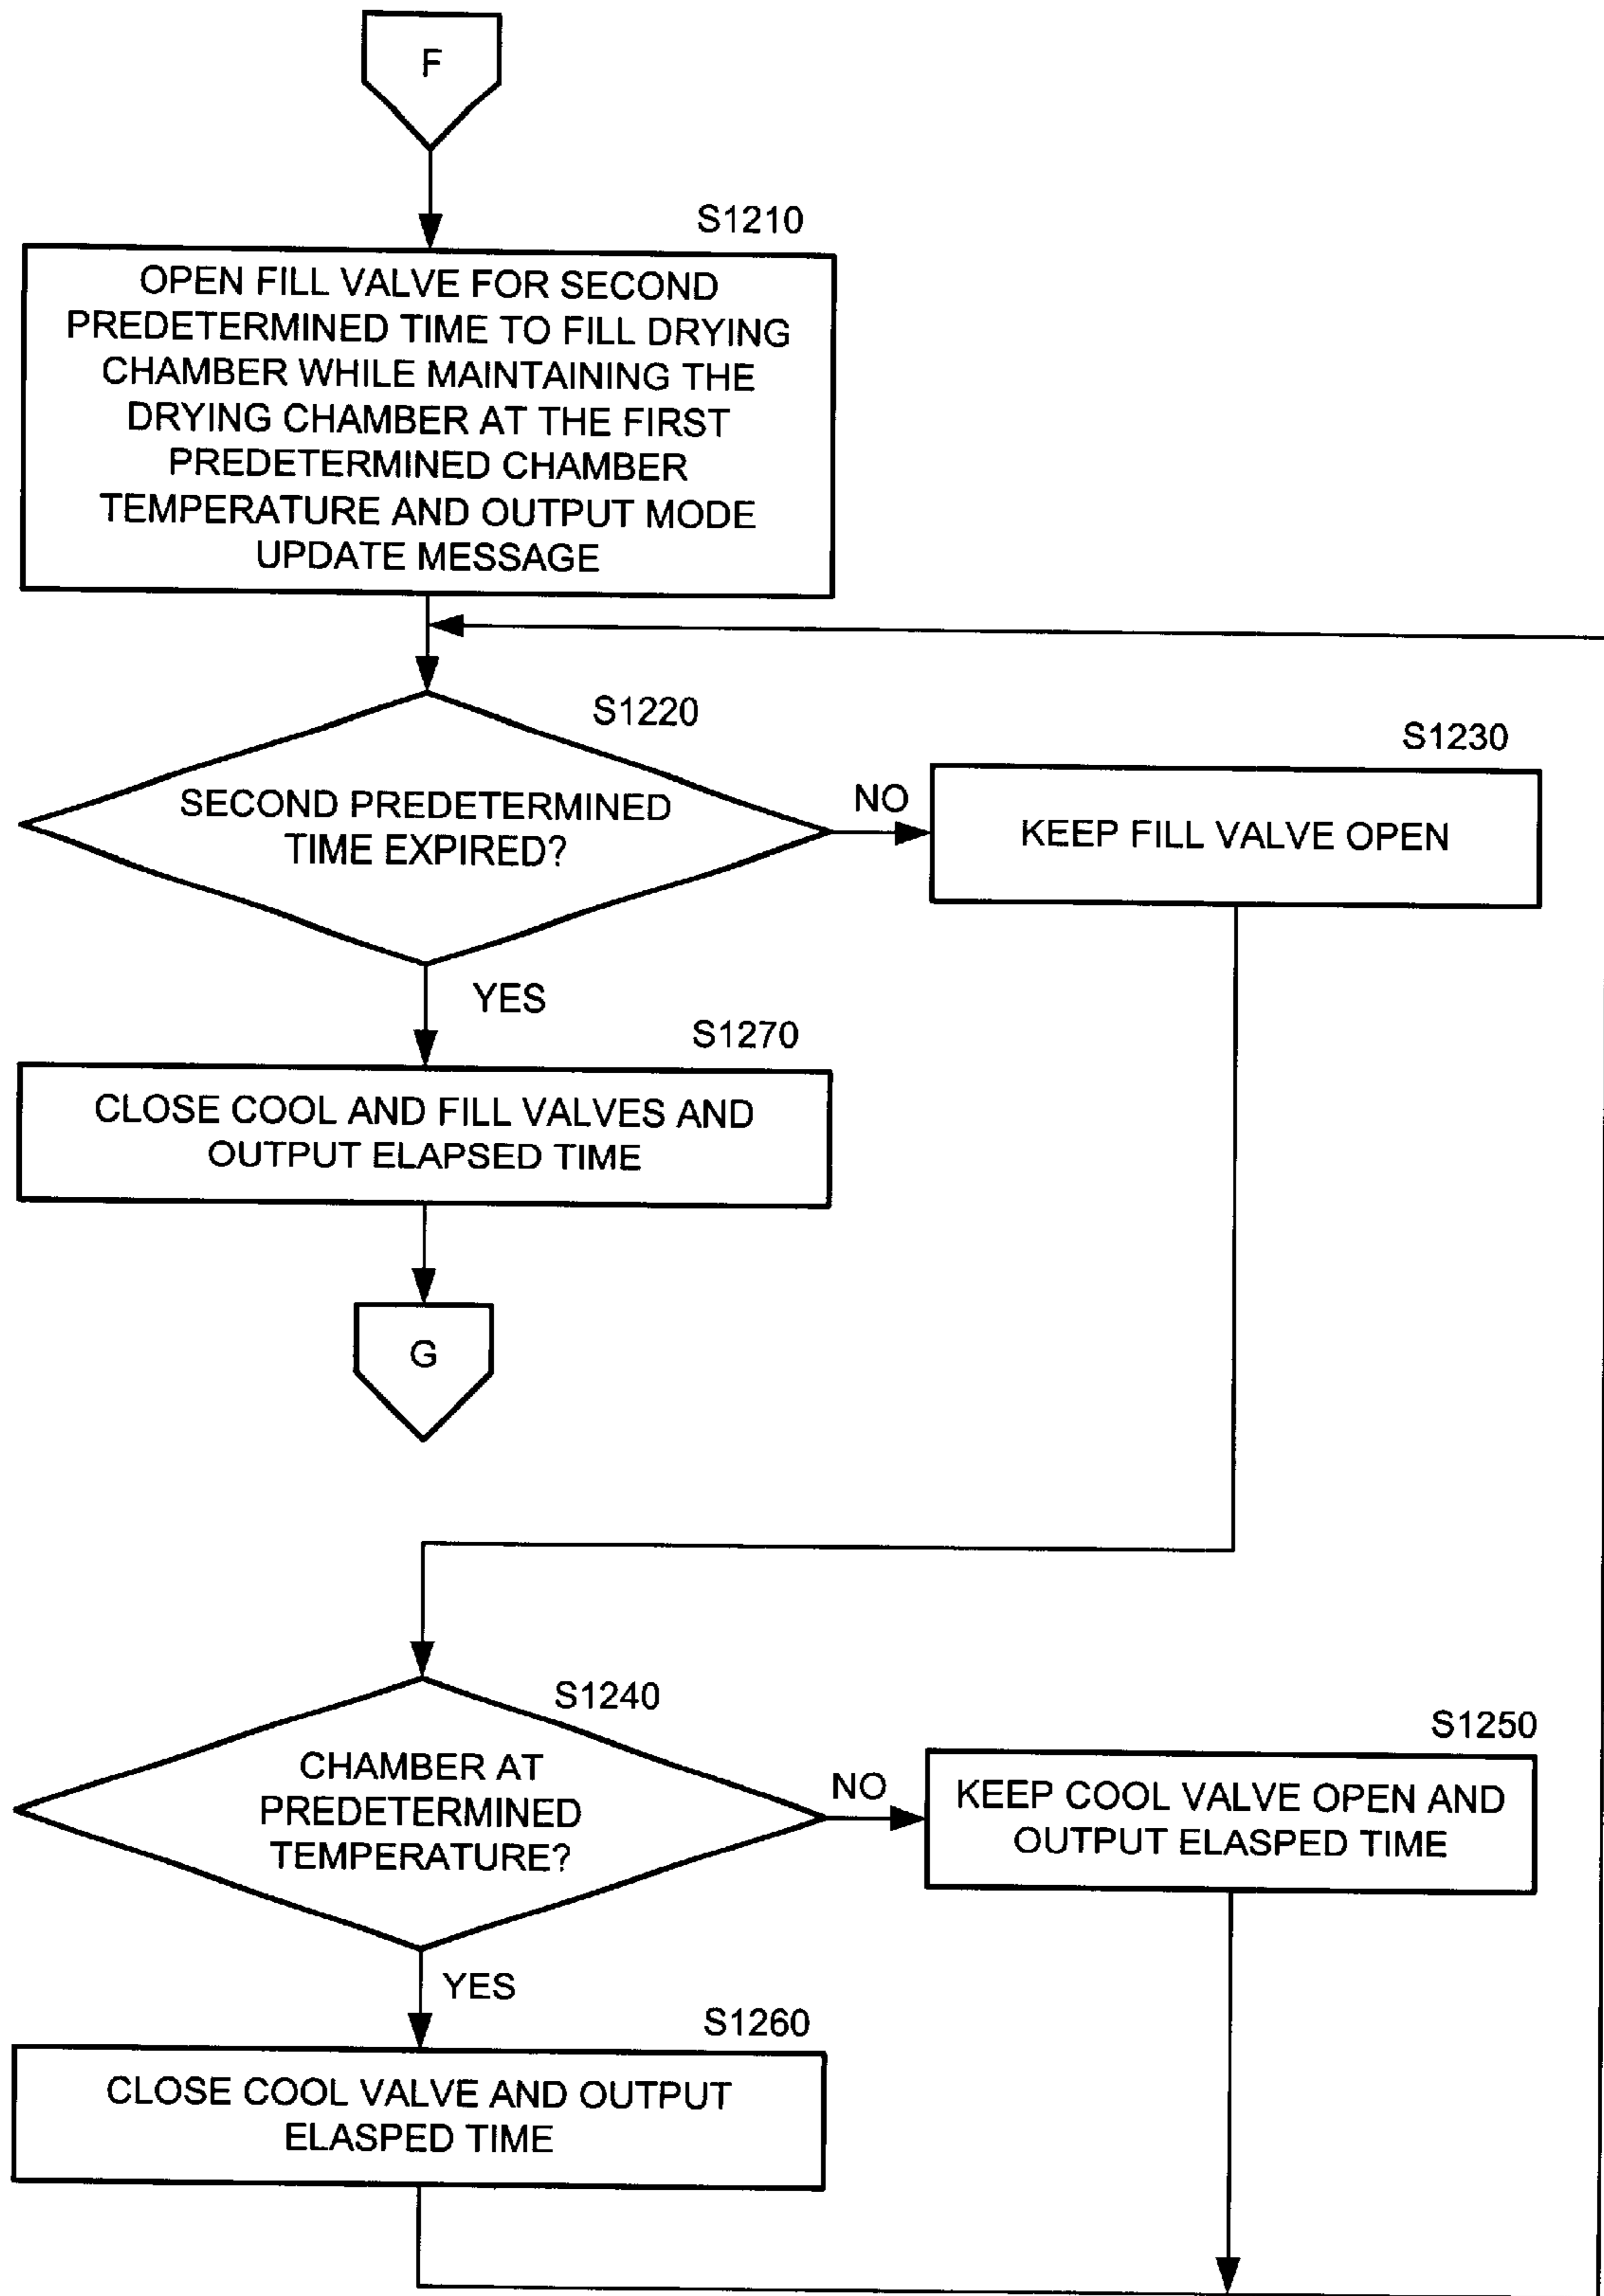 F
S1210
OPEN FILL VALVE FOR SECOND
PREDETERMINED TIME TO FILL DRYING
CHAMBER WHILE MAINTAINING THE
DRYING CHAMBER AT THE FIRST
PREDETERMINED CHAMBER
TEMPERATURE AND OUTPUT MODE
UPDATE MESSAGE
S1220
SECOND PREDETERMINED
TIME EXPIRED?
NO
S1230
KEEP FILL VALVE OPEN
YES
S1270
CLOSE COOL AND FILL VALVES AND
OUTPUT ELAPSED TIME
G
S1240
CHAMBER AT
PREDETERMINED
TEMPERATURE?
NO
S1250
KEEP COOL VALVE OPEN AND
OUTPUT ELASPED TIME
YES
S1260
CLOSE COOL VALVE AND OUTPUT
ELASPED TIME